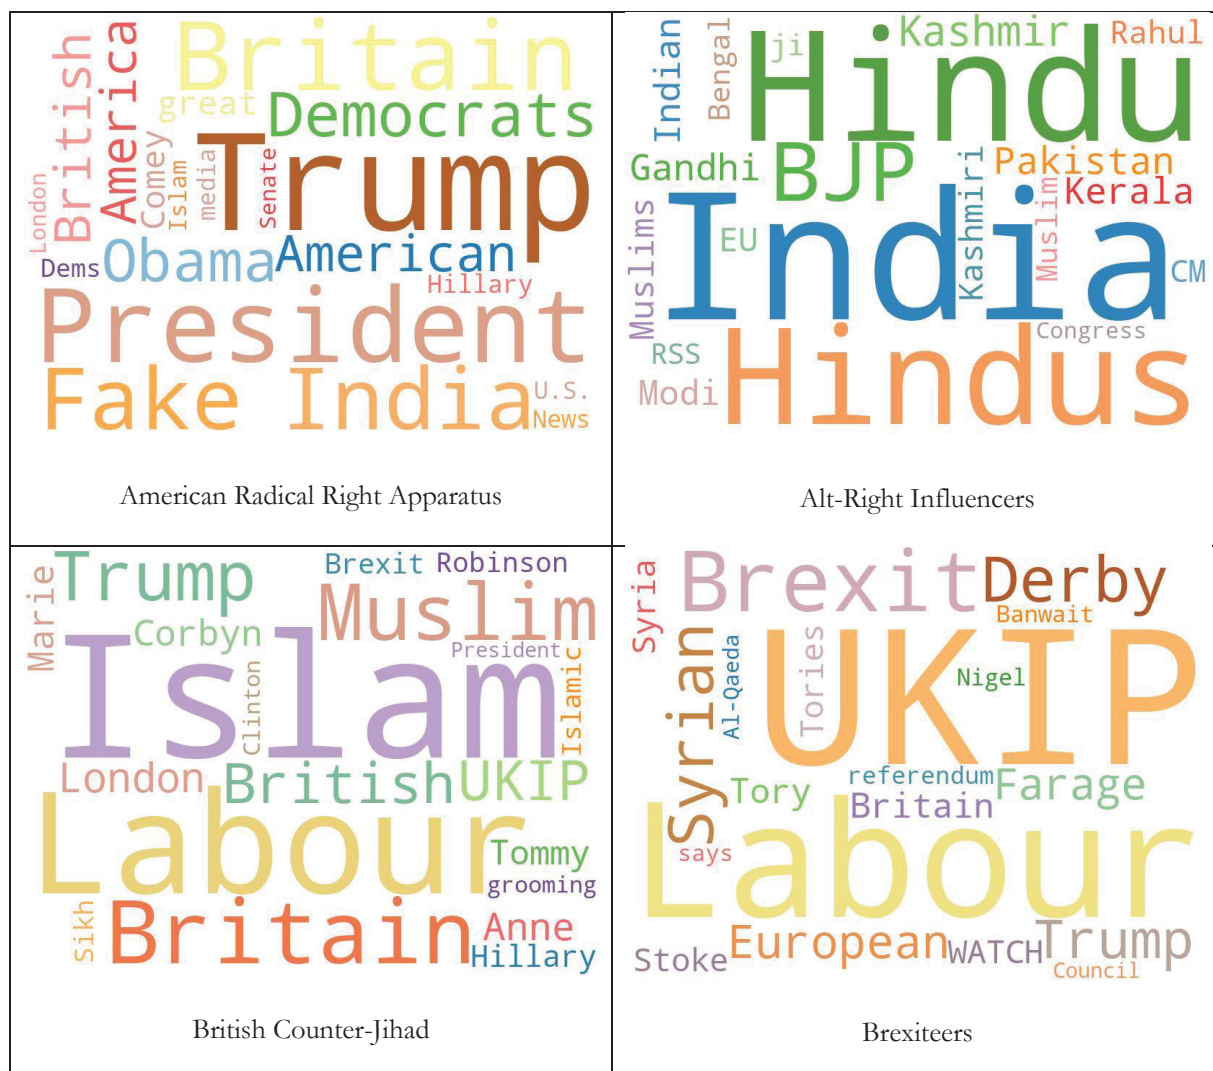 Britain
British
America
great
Democrats
Trump
London
Comey
Islam
media
Senate
Dems
Obama
American
Hillary
President
Fake
India
U.S.
News
American Radical Right Apparatus
Indian
Bengal
ji
Kashmir
Rahul
Hindu
Gandhi
BJP
Pakistan
Kashmiri
Muslim
Kerala
Muslims
EU
India
CM
Congress
RSS
Modi
Hindus
Alt-Right Influencers
Marie
Trump
Brexit
Robinson
Muslim
Corbyn
President
Islam
Clinton
Islamic
London
British
UKIP
Labour
Tommy
grooming
Sikh
Britain
Anne
Hillary
British Counter-Jihad
Syria
Brexit
Derby
Banwait
Syrian
Al-Qaeda
Tories
UKIP
Nigel
Tory
referendum
Farage
Britain
says
Labour
Stoke
European
WATCH
Trump
Council
Brexiteers